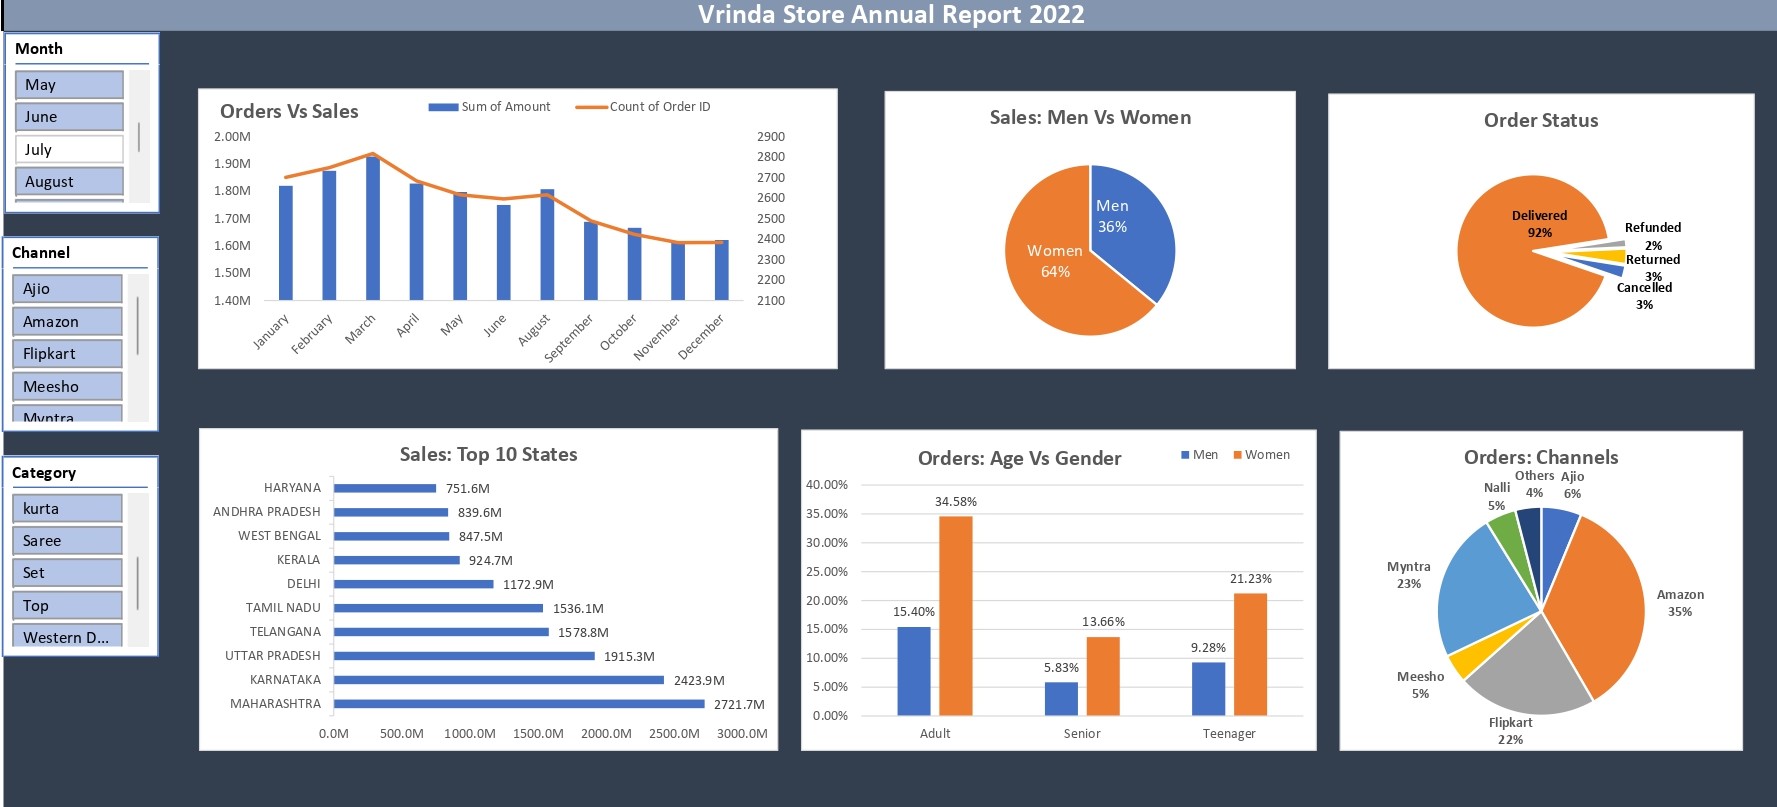 Vrinda Store Annual Report 2022
Month
May
June
July
August
Channel
Ajio
Amazon
Flipkart
Meesho
Myntra
Category
kurta
Saree
Set
Top
Western D...
Orders Vs Sales
Sum of Amount
Count of Order ID
2.00M
1.90M
1.80M
1.70M
1.60M
1.50M
1.40M
2900
2800
2700
2600
2500
2400
2300
2200
2100
January
February
March
April
May
June
August
September
October
November
December
Sales: Men Vs Women
Men
36%
Women
64%
Order Status
Delivered
92%
Refunded
2%
Returned
3%
Cancelled
3%
Sales: Top 10 States
HARYANA 751.6M
ANDHRA PRADESH 839.6M
WEST BENGAL 847.5M
KERALA 924.7M
DELHI 1172.9M
TAMIL NADU 1536.1M
TELANGANA 1578.8M
UTTAR PRADESH 1915.3M
KARNATAKA 2423.9M
MAHARASHTRA 2721.7M
0.0M 500.0M 1000.0M 1500.0M 2000.0M 2500.0M 3000.0M
Orders: Age Vs Gender
Men Women
40.00%
35.00%
30.00%
25.00%
20.00%
15.00%
10.00%
5.00%
0.00%
15.40%
34.58%
5.83%
13.66%
9.28%
21.23%
Adult Senior Teenager
Orders: Channels
Others
4%
Ajio
6%
Nalli
5%
Myntra
23%
Amazon
35%
Meesho
5%
Flipkart
22%